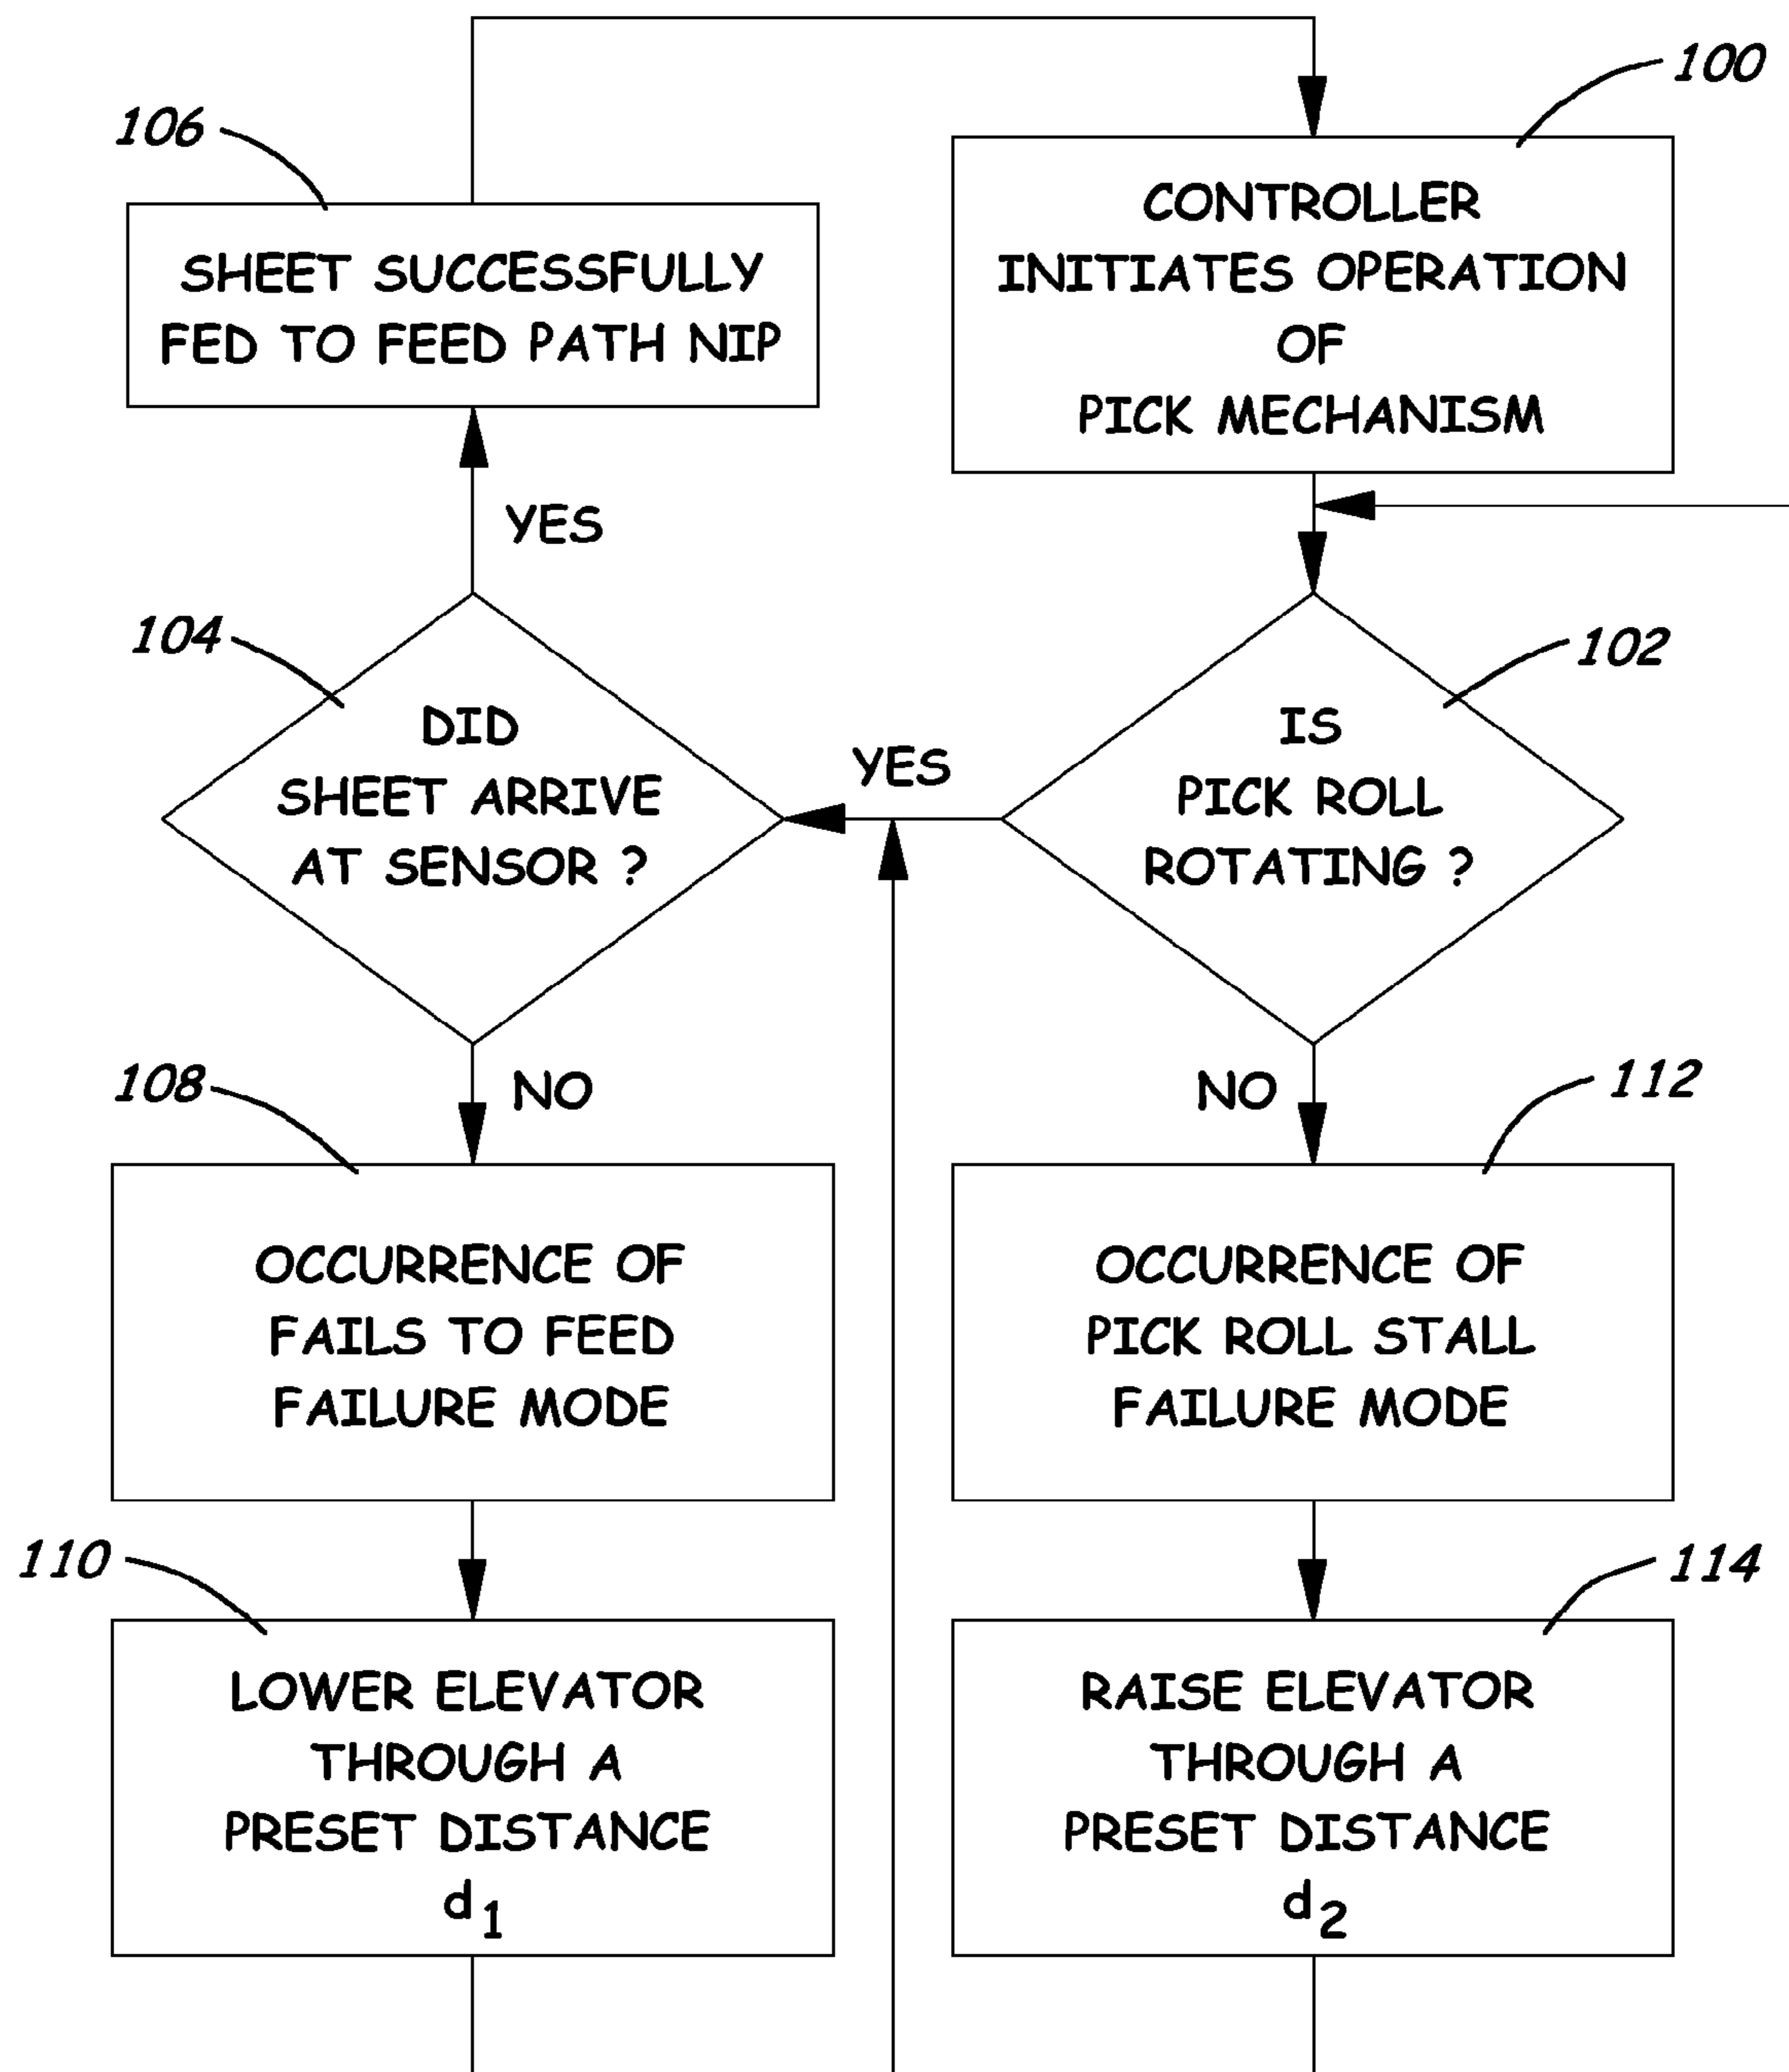 100
CONTROLLER
INITIATES OPERATION
OF
PICK MECHANISM
102
IS
PICK ROLL
ROTATING ?
YES
NO
104
DID
SHEET ARRIVE
AT SENSOR ?
YES
NO
106
SHEET SUCCESSFULLY
FED TO FEED PATH NIP
108
OCCURRENCE OF
FAILS TO FEED
FAILURE MODE
110
LOWER ELEVATOR
THROUGH A
PRESET DISTANCE
d1
112
OCCURRENCE OF
PICK ROLL STALL
FAILURE MODE
114
RAISE ELEVATOR
THROUGH A
PRESET DISTANCE
d2